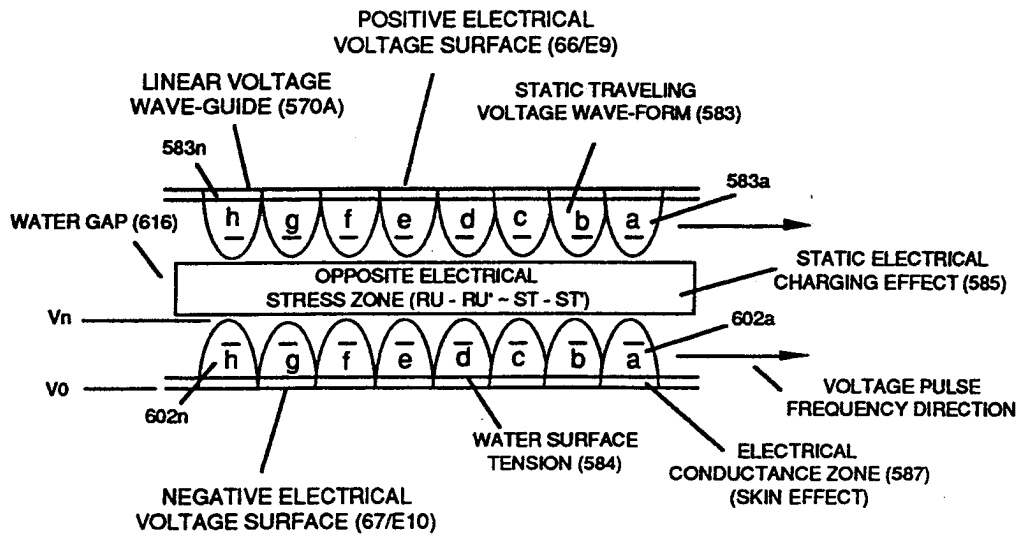 POSITIVE ELECTRICAL
VOLTAGE SURFACE (66/E9)
LINEAR VOLTAGE
WAVE-GUIDE (570A)
STATIC TRAVELING
VOLTAGE WAVE-FORM (583)
583n
583a
WATER GAP (616)
h g f e d c b a
OPPOSITE ELECTRICAL
STRESS ZONE (RU - RU' ~ ST - ST')
STATIC ELECTRICAL
CHARGING EFFECT (585)
Vn
602a
h g f e d c b a
V0
VOLTAGE PULSE
FREQUENCY DIRECTION
602n
WATER SURFACE
TENSION (584)
ELECTRICAL
CONDUCTANCE ZONE (587)
(SKIN EFFECT)
NEGATIVE ELECTRICAL
VOLTAGE SURFACE (67/E10)